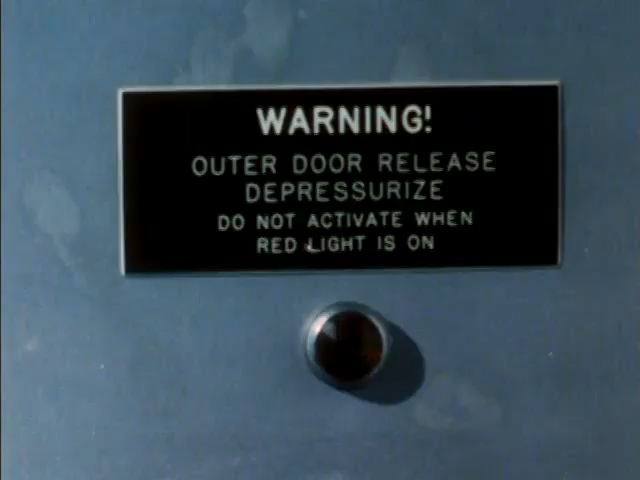 WARNING!
OUTER DOOR RELEASE
DEPRESSURIZE
DO NOT ACTIVATE WHEN
RED LIGHT IS ON